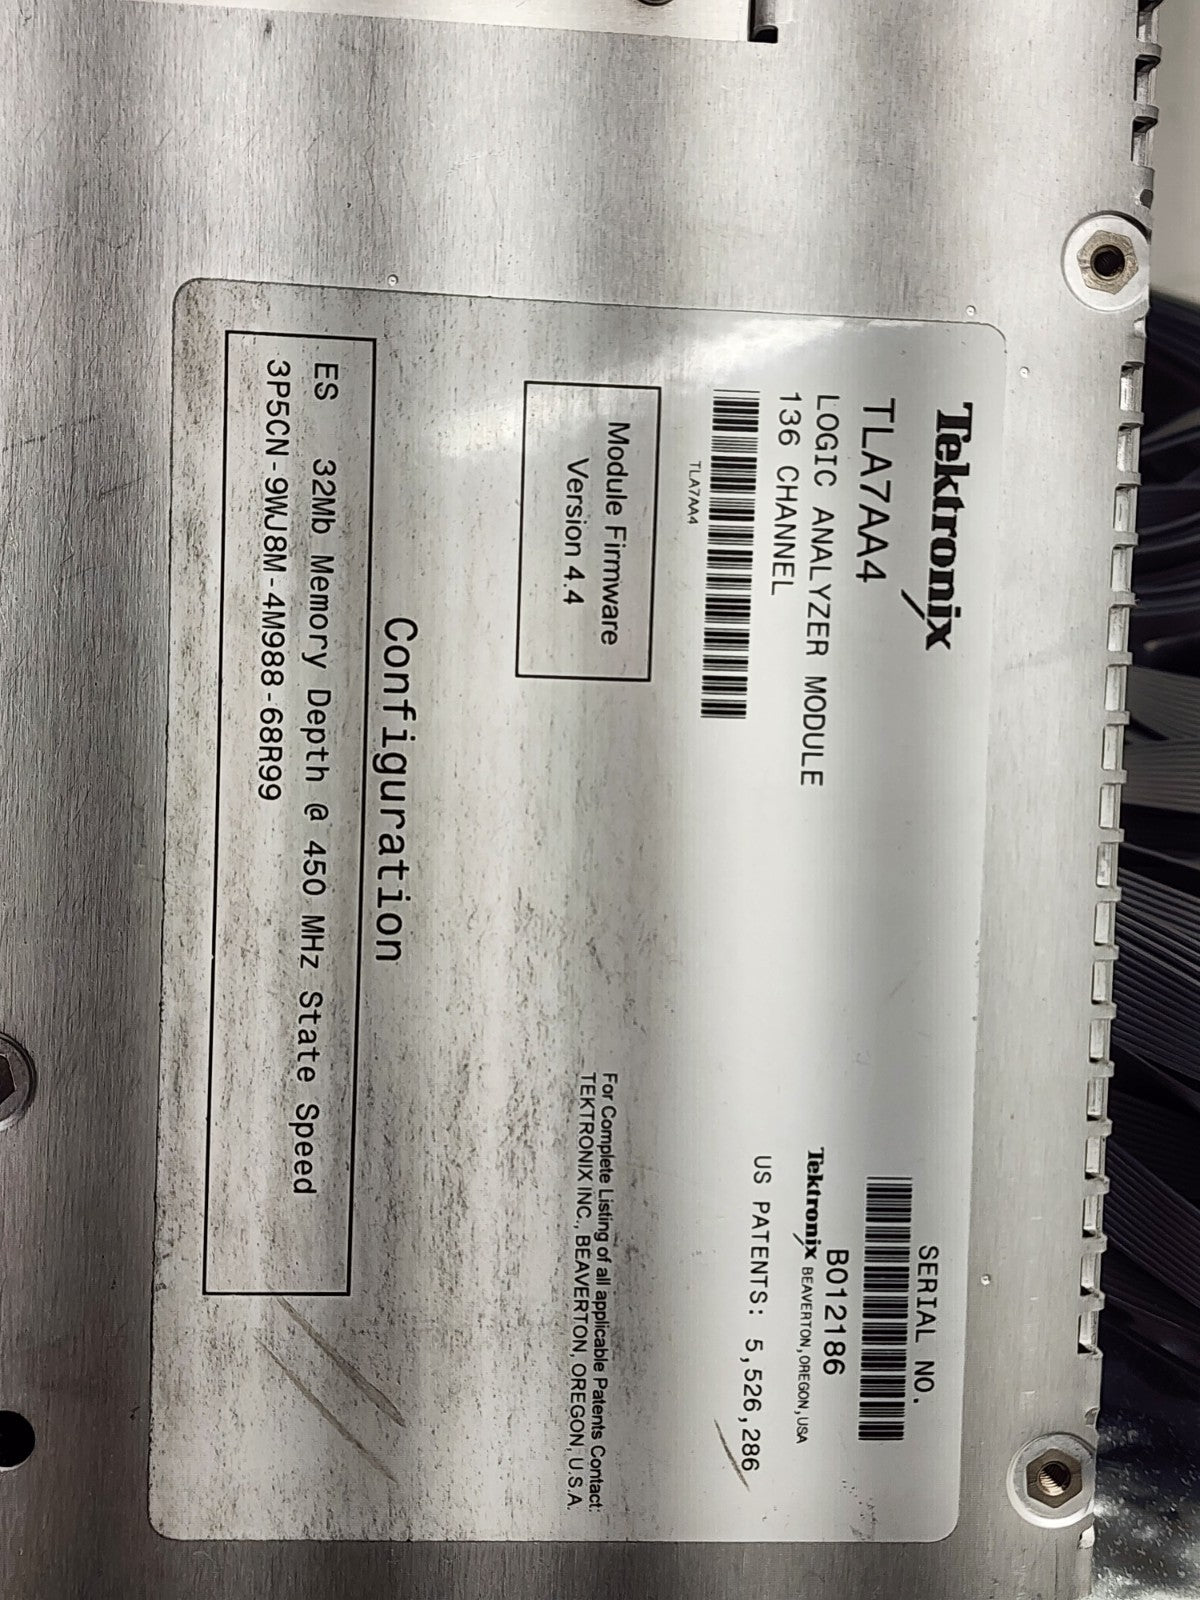 Tektronix
TLA7AA4
LOGIC ANALYZER MODULE
136 CHANNEL
TLA7AA4
SERIAL NO.
B012186
Tektronix BEAVERTON, OREGON, USA
US PATENTS: 5,526,286
Module Firmware
Version 4.4
For Complete Listing of all applicable Patents Contact:
TEKTRONIX INC., BEAVERTON, OREGON, U.S.A.
Configuration
ES 32Mb Memory Depth @ 450 MHz State Speed
3P5CN-9WJ8M-4M988-68R99